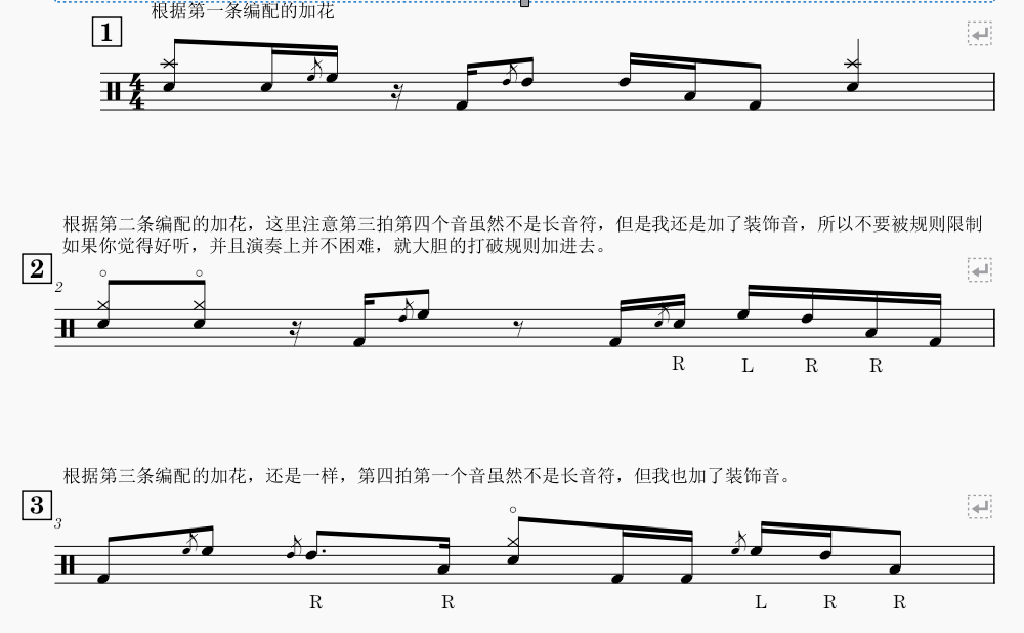 根据第一条编配的加花
1
4
4
根据第二条编配的加花，这里注意第三拍第四个音虽然不是长音符，但是我还是加了装饰音，所以不要被规则限制
如果你觉得好听，并且演奏上并不困难，就大胆的打破规则加进去。
2
2
R L R R
根据第三条编配的加花，还是一样，第四拍第一个音虽然不是长音符，但我也加了装饰音。
3
3
R R L R R